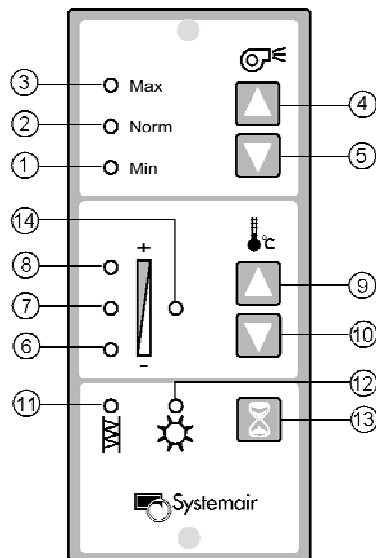 3 Max 4
2 Norm 5
1 Min
14
+ °C
8 9
7
6 10
-
11 12 13
Systemair